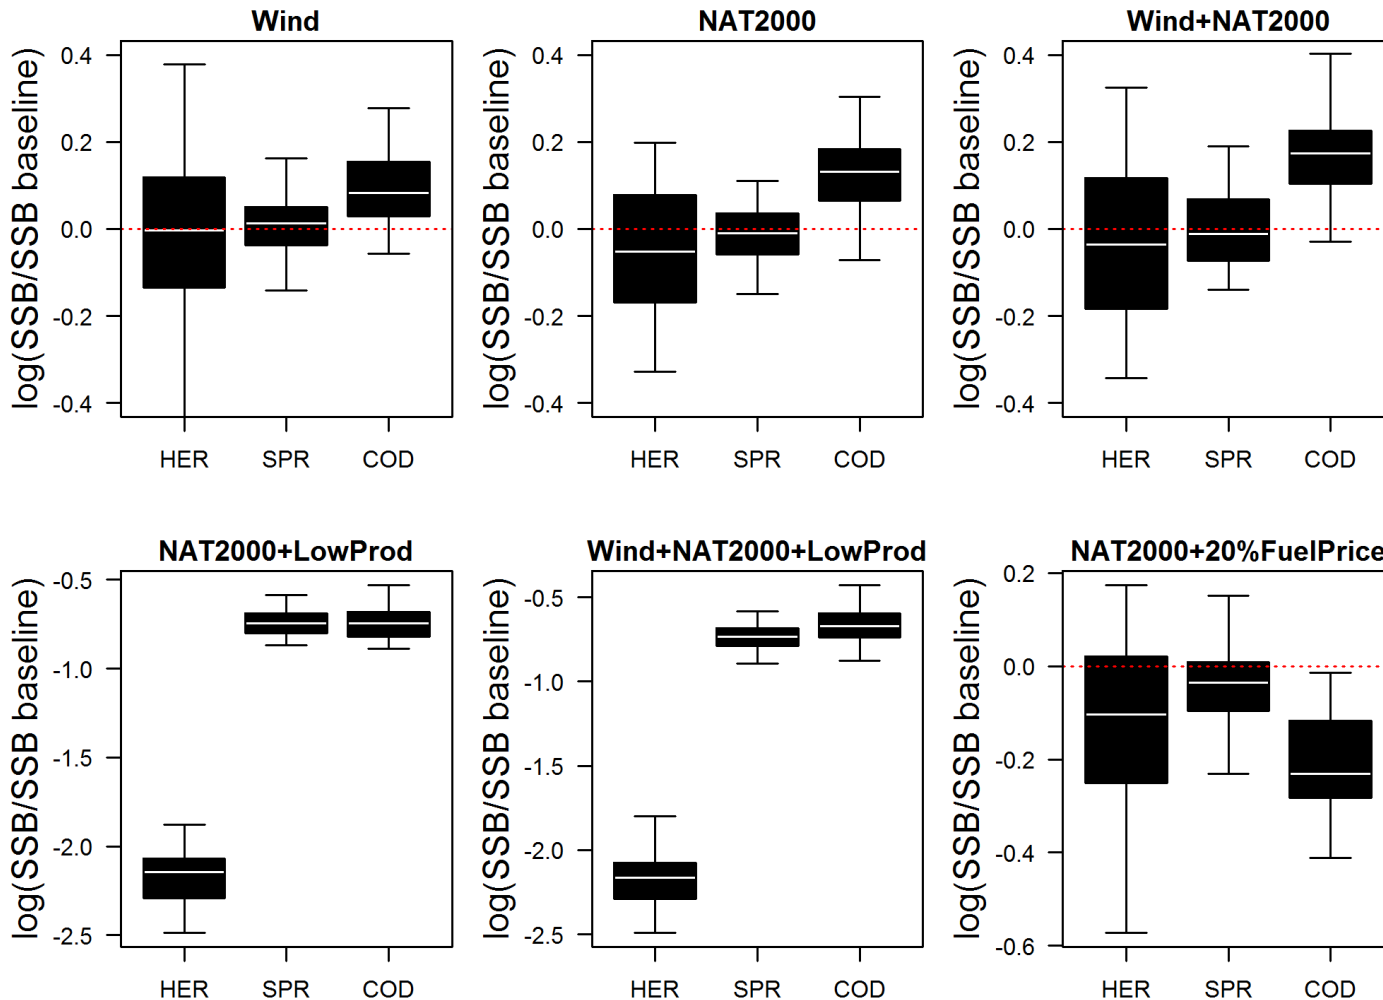 Wind
NAT2000
Wind+NAT2000
log(SSB/SSB baseline)
0.4
0.2
0.0
-0.2
-0.4
HER SPR COD
log(SSB/SSB baseline)
0.4
0.2
0.0
-0.2
-0.4
HER SPR COD
log(SSB/SSB baseline)
0.4
0.2
0.0
-0.2
-0.4
HER SPR COD
NAT2000+LowProd
Wind+NAT2000+LowProd
NAT2000+20%FuelPrice
log(SSB/SSB baseline)
-0.5
-1.0
-1.5
-2.0
-2.5
HER SPR COD
log(SSB/SSB baseline)
-0.5
-1.0
-1.5
-2.0
-2.5
HER SPR COD
log(SSB/SSB baseline)
0.2
0.0
-0.2
-0.4
-0.6
HER SPR COD